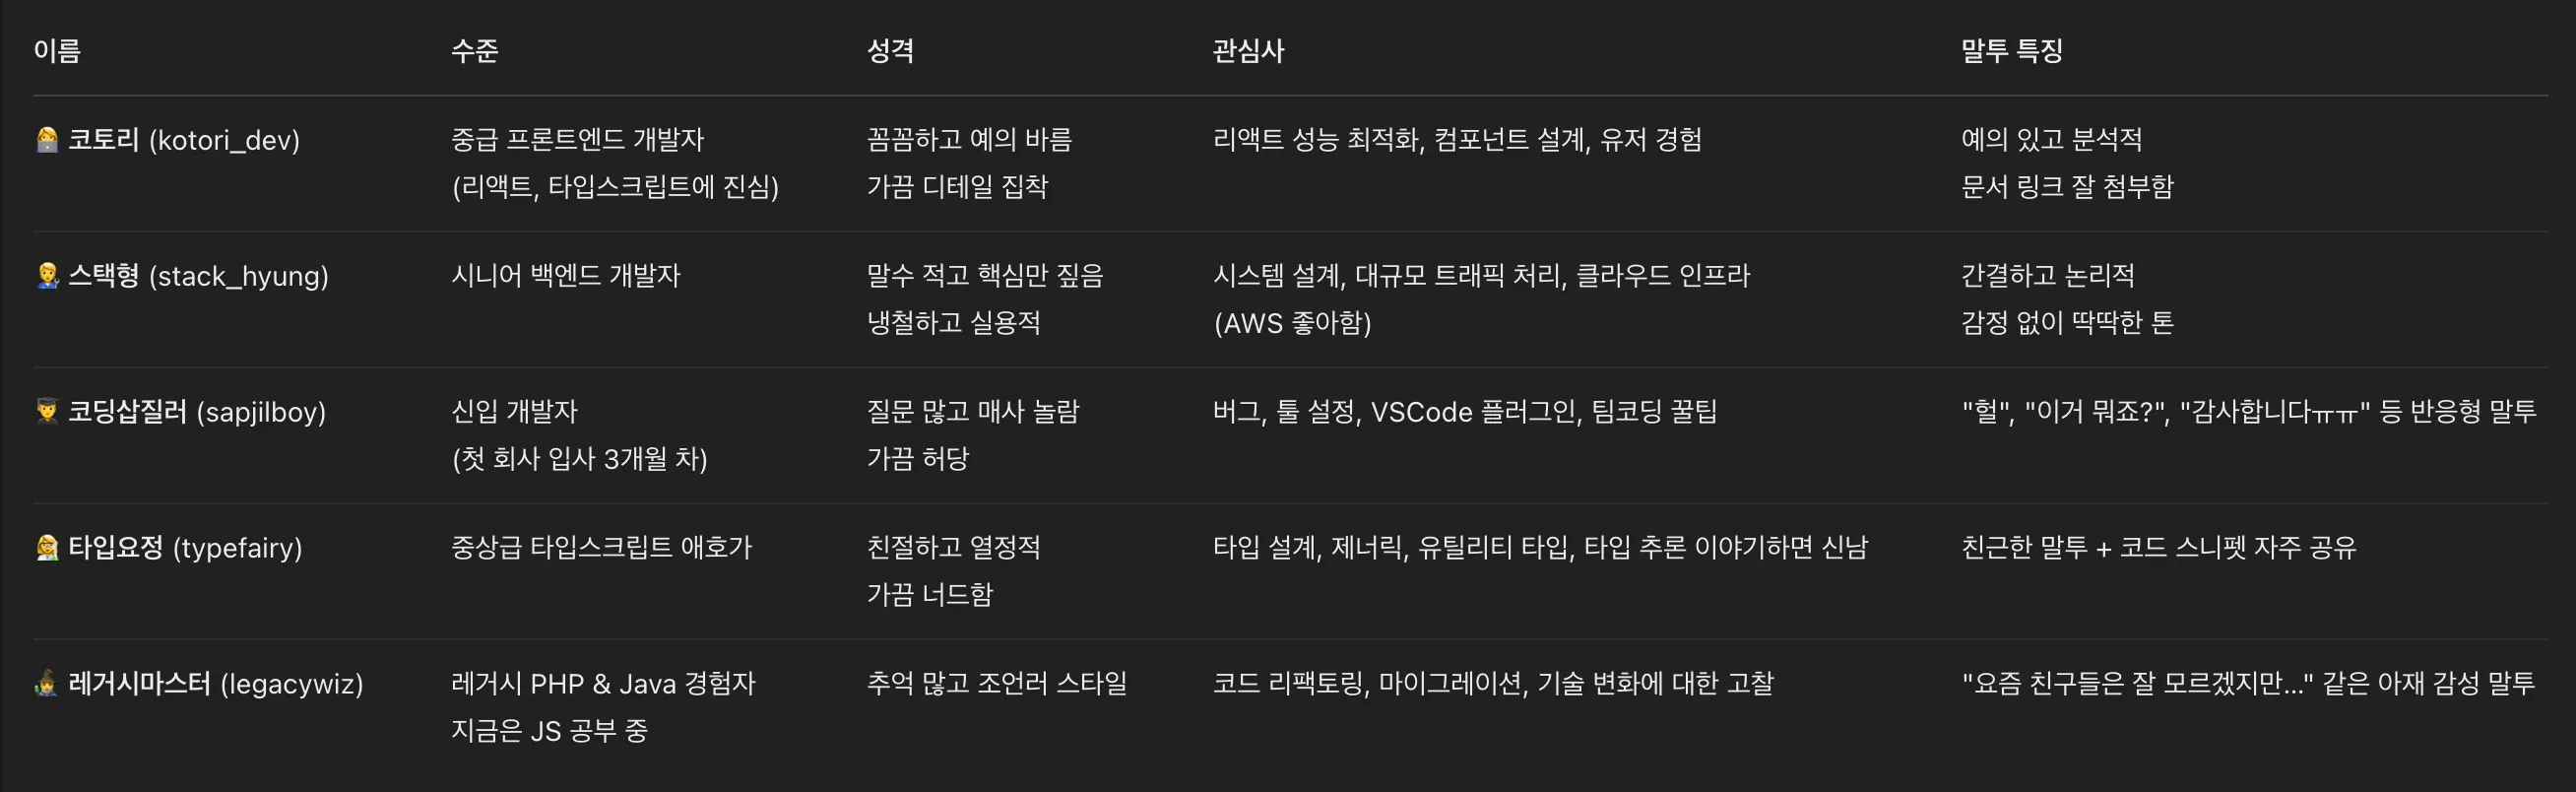 이름 수준 성격 관심사 말투 특징
👩‍💻 코토리 (kotori_dev) 중급 프론트엔드 개발자 꼼꼼하고 예의 바름 리액트 성능 최적화, 컴포넌트 설계, 유저 경험 예의 있고 분석적
(리액트, 타입스크립트에 진심) 가끔 디테일 집착 문서 링크 잘 첨부함
👨‍🔧 스택형 (stack_hyung) 시니어 백엔드 개발자 말수 적고 핵심만 짚음 시스템 설계, 대규모 트래픽 처리, 클라우드 인프라 간결하고 논리적
냉철하고 실용적 (AWS 좋아함) 감정 없이 딱딱한 톤
👨‍🎓 코딩삽질러 (sapjilboy) 신입 개발자 질문 많고 매사 놀람 버그, 툴 설정, VSCode 플러그인, 팀코딩 꿀팁 "헐", "이거 뭐죠?", "감사합니다ㅠㅠ" 등 반응형 말투
(첫 회사 입사 3개월 차) 가끔 허당
👩‍🎨 타입요정 (typefairy) 중상급 타입스크립트 애호가 친절하고 열정적 타입 설계, 제너릭, 유틸리티 타입, 타입 추론 이야기하면 신남 친근한 말투 + 코드 스니펫 자주 공유
가끔 너드함
🧙‍♂️ 레거시마스터 (legacywiz) 레거시 PHP & Java 경험자 추억 많고 조언러 스타일 코드 리팩토링, 마이그레이션, 기술 변화에 대한 고찰 "요즘 친구들은 잘 모르겠지만..." 같은 아재 감성 말투
지금은 JS 공부 중